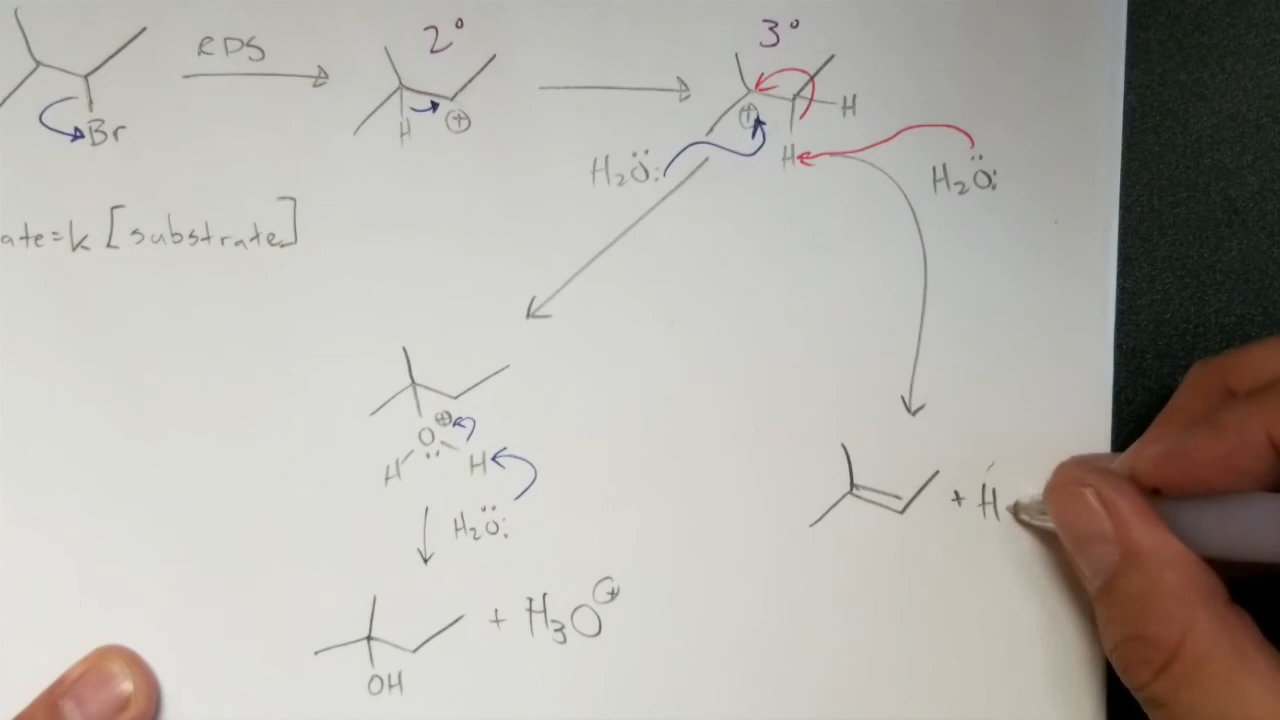 RDS
2°
3°
Br
H
⊕
⊕
H
H
H₂Ö:
H₂Ö:
ate=k [substrate]
⊕
O
H
H
H₂Ö:
+ H
+ H₃O⊕
OH